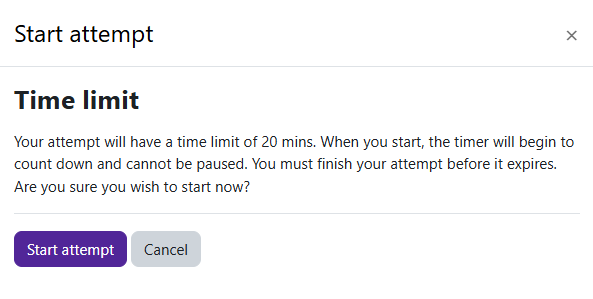 Start attempt
×
Time limit
Your attempt will have a time limit of 20 mins. When you start, the timer will begin to
count down and cannot be paused. You must finish your attempt before it expires.
Are you sure you wish to start now?
Start attempt
Cancel